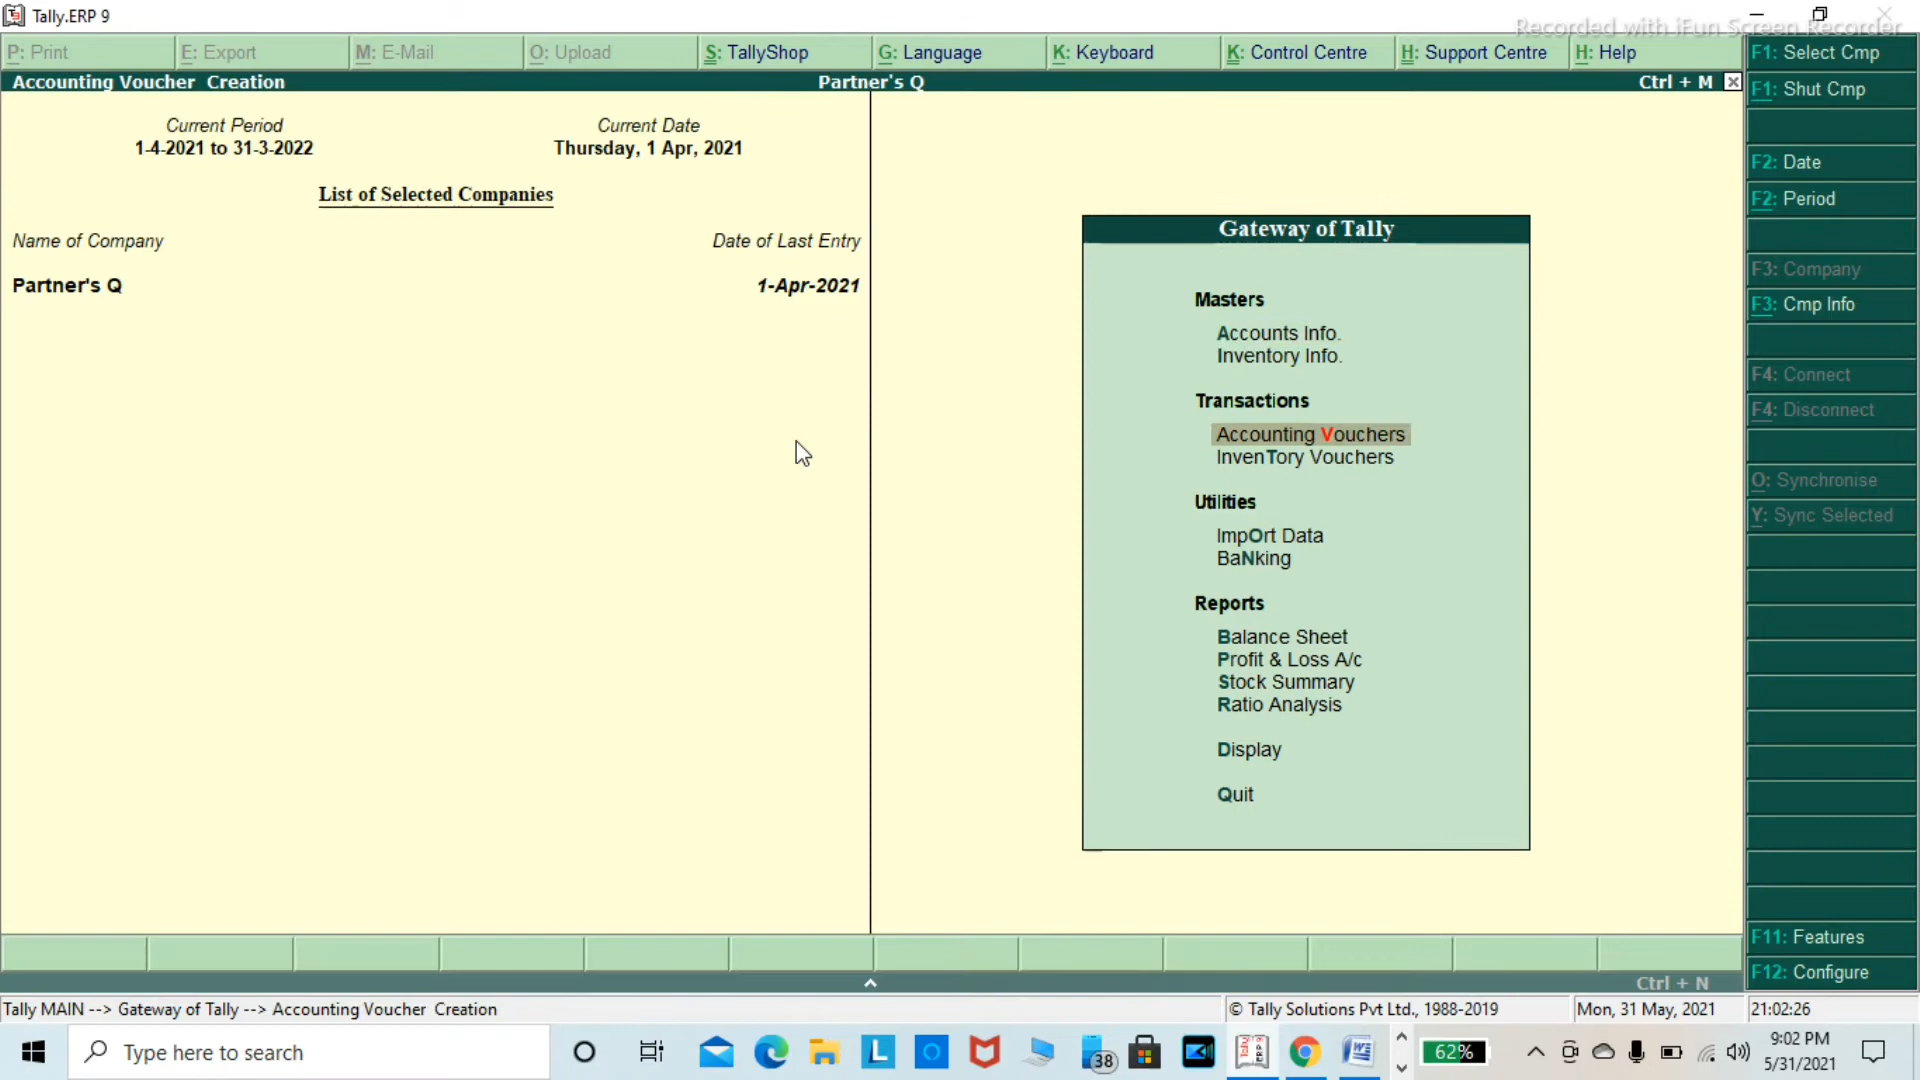 Tally.ERP 9
Recorded with iFun Screen Recorder
P: Print E: Export M: E-Mail O: Upload S: TallyShop G: Language K: Keyboard K: Control Centre H: Support Centre H: Help
Accounting Voucher Creation Partner's Q Ctrl + M
Current Period Current Date
1-4-2021 to 31-3-2022 Thursday, 1 Apr, 2021
List of Selected Companies
Name of Company Date of Last Entry
Partner's Q 1-Apr-2021
Gateway of Tally
Masters
Accounts Info.
Inventory Info.
Transactions
Accounting Vouchers
InvenTory Vouchers
Utilities
ImpOrt Data
BaNking
Reports
Balance Sheet
Profit & Loss A/c
Stock Summary
Ratio Analysis
Display
Quit
F1: Select Cmp
F1: Shut Cmp
F2: Date
F2: Period
F3: Company
F3: Cmp Info
F4: Connect
F4: Disconnect
O: Synchronise
Y: Sync Selected
F11: Features
F12: Configure
Ctrl + N
Tally MAIN --> Gateway of Tally --> Accounting Voucher Creation © Tally Solutions Pvt Ltd., 1988-2019 Mon, 31 May, 2021 21:02:26
Type here to search
L
38
62%
9:02 PM
5/31/2021